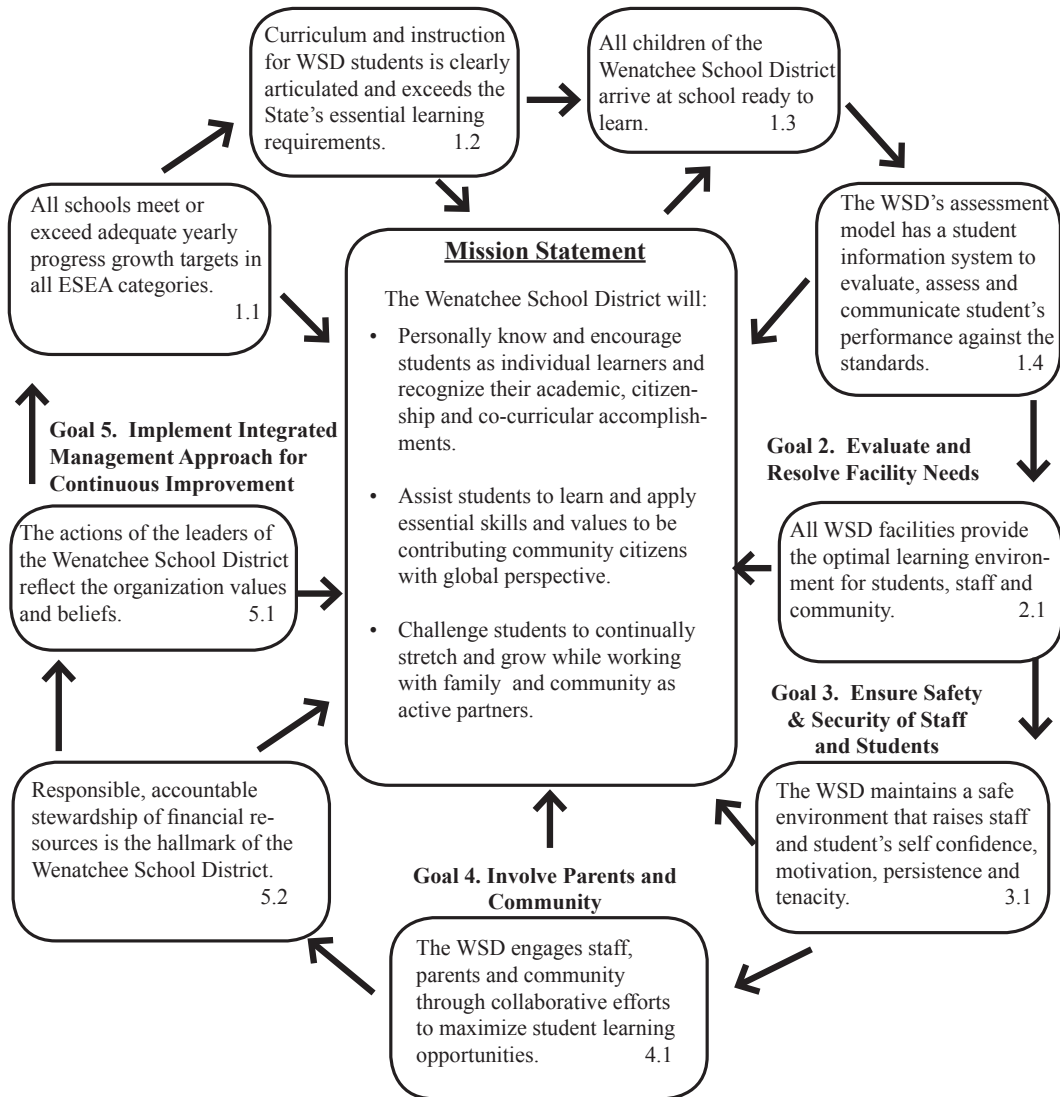 Curriculum and instruction
for WSD students is clearly
articulated and exceeds the
State's essential learning
requirements. 1.2
All children of the
Wenatchee School District
arrive at school ready to
learn. 1.3
All schools meet or
exceed adequate yearly
progress growth targets in
all ESEA categories.
1.1
The WSD's assessment
model has a student
information system to
evaluate, assess and
communicate student's
performance against the
standards. 1.4
Mission Statement
The Wenatchee School District will:
• Personally know and encourage
students as individual learners and
recognize their academic, citizen-
ship and co-curricular accomplish-
ments.
• Assist students to learn and apply
essential skills and values to be
contributing community citizens
with global perspective.
• Challenge students to continually
stretch and grow while working
with family and community as
active partners.
Goal 5. Implement Integrated
Management Approach for
Continuous Improvement
Goal 2. Evaluate and
Resolve Facility Needs
The actions of the leaders of
the Wenatchee School District
reflect the organization values
and beliefs. 5.1
All WSD facilities provide
the optimal learning environ-
ment for students, staff and
community. 2.1
Goal 3. Ensure Safety
& Security of Staff
and Students
Responsible, accountable
stewardship of financial re-
sources is the hallmark of the
Wenatchee School District.
5.2
The WSD maintains a safe
environment that raises staff
and student's self confidence,
motivation, persistence and
tenacity. 3.1
Goal 4. Involve Parents and
Community
The WSD engages staff,
parents and community
through collaborative efforts
to maximize student learning
opportunities. 4.1